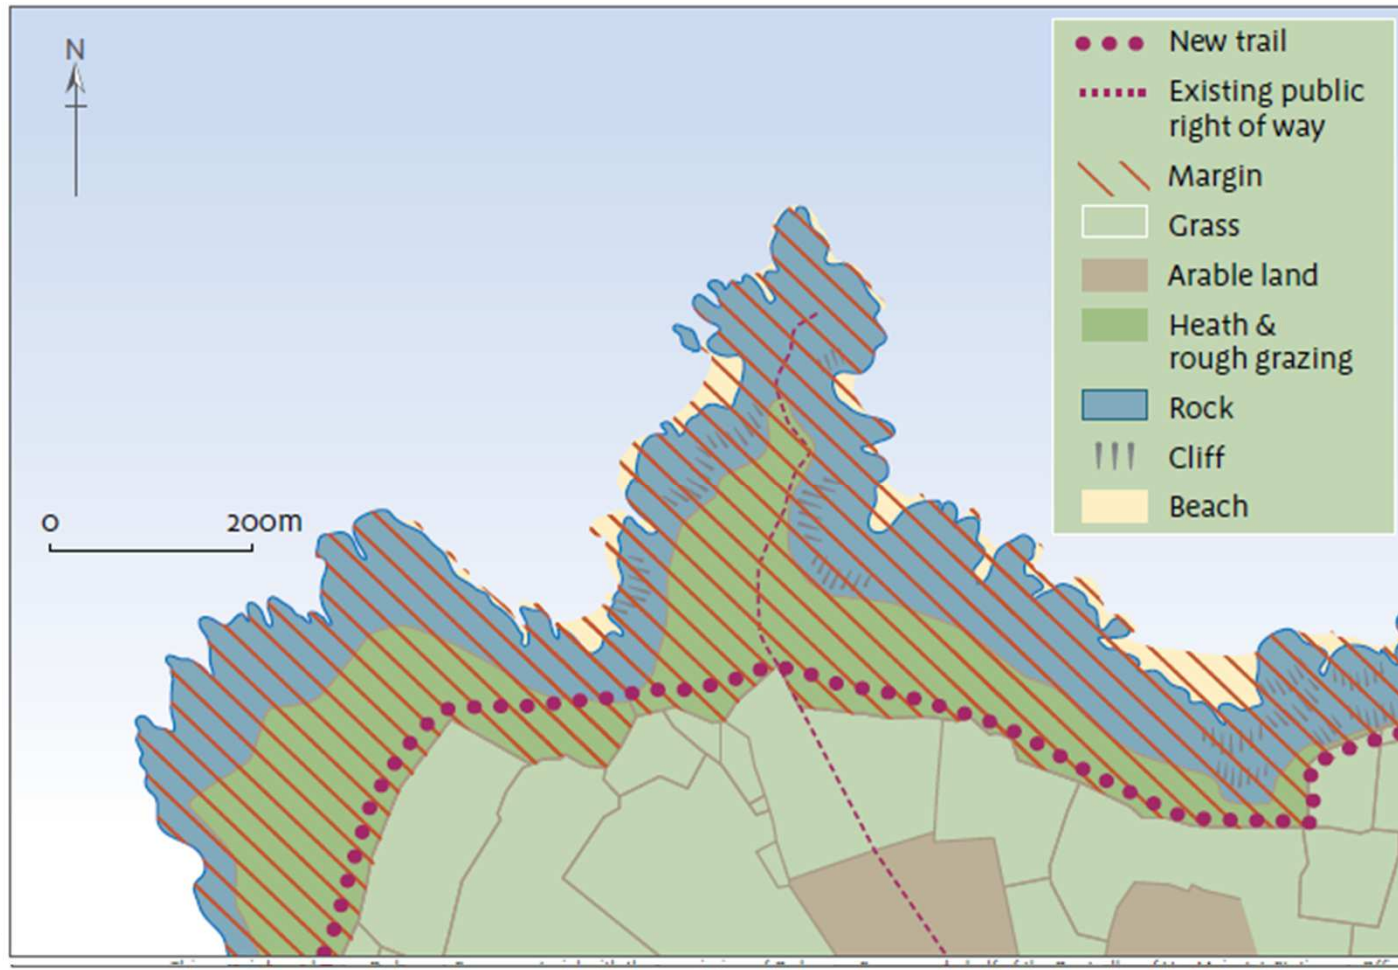 N
New trail
Existing public
right of way
Margin
Grass
Arable land
Heath &
rough grazing
Rock
Cliff
Beach
0 200m